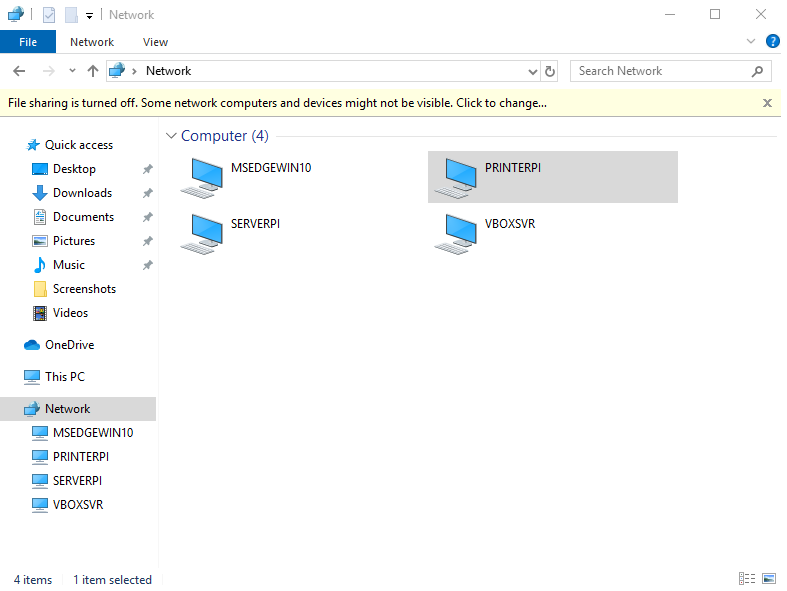 Network
File Network View
Network
Search Network
File sharing is turned off. Some network computers and devices might not be visible. Click to change...
Quick access
Desktop
Downloads
Documents
Pictures
Music
Screenshots
Videos
OneDrive
This PC
Network
MSEDGEWIN10
PRINTERPI
SERVERPI
VBOXSVR
Computer (4)
MSEDGEWIN10
PRINTERPI
SERVERPI
VBOXSVR
4 items 1 item selected